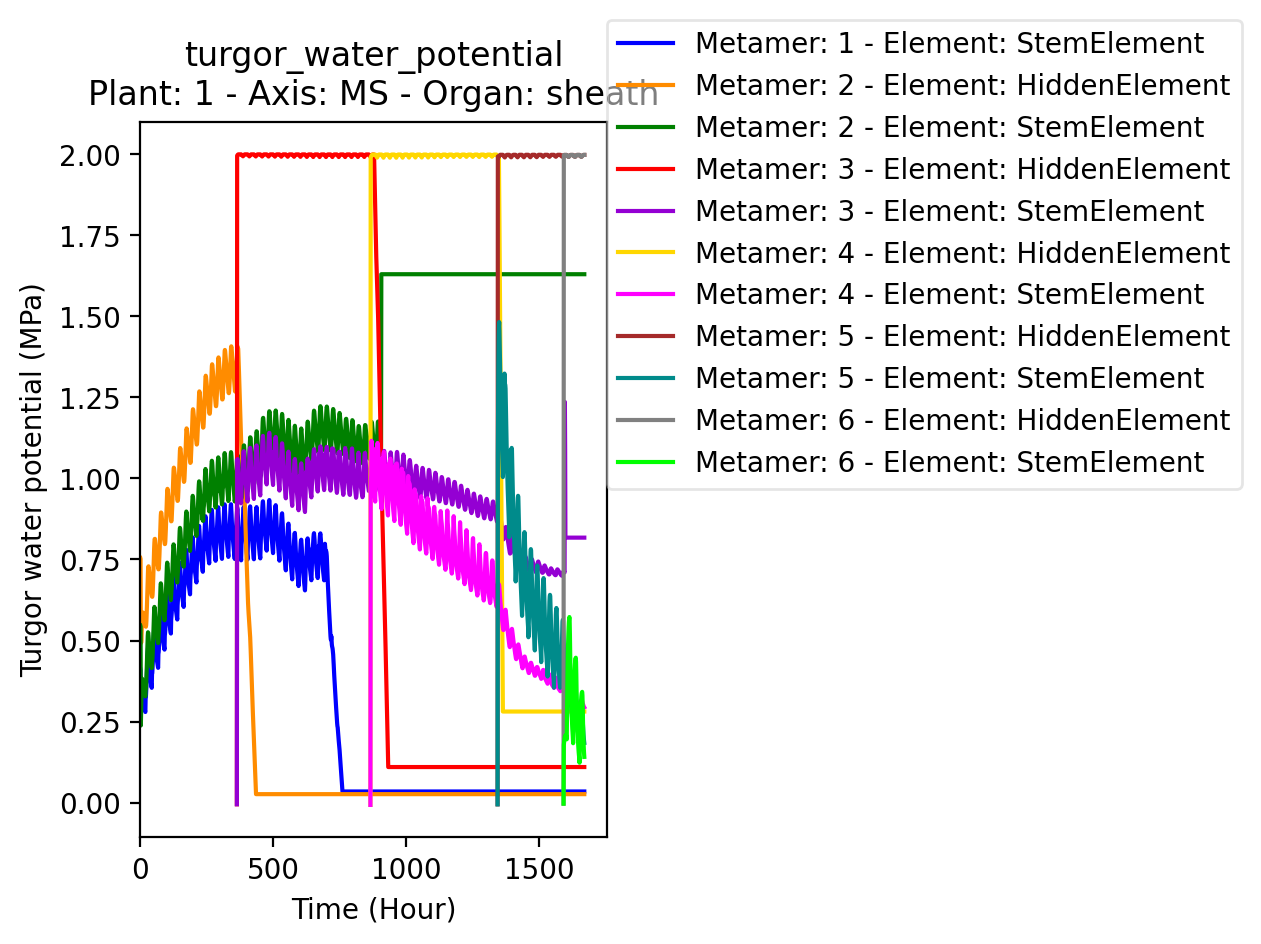 turgor_water_potential
Plant: 1 - Axis: MS - Organ: sheath
Metamer: 1 - Element: StemElement
Metamer: 2 - Element: HiddenElement
Metamer: 2 - Element: StemElement
Metamer: 3 - Element: HiddenElement
Metamer: 3 - Element: StemElement
Metamer: 4 - Element: HiddenElement
Metamer: 4 - Element: StemElement
Metamer: 5 - Element: HiddenElement
Metamer: 5 - Element: StemElement
Metamer: 6 - Element: HiddenElement
Metamer: 6 - Element: StemElement
Turgor water potential (MPa)
2.00
1.75
1.50
1.25
1.00
0.75
0.50
0.25
0.00
0 500 1000 1500
Time (Hour)